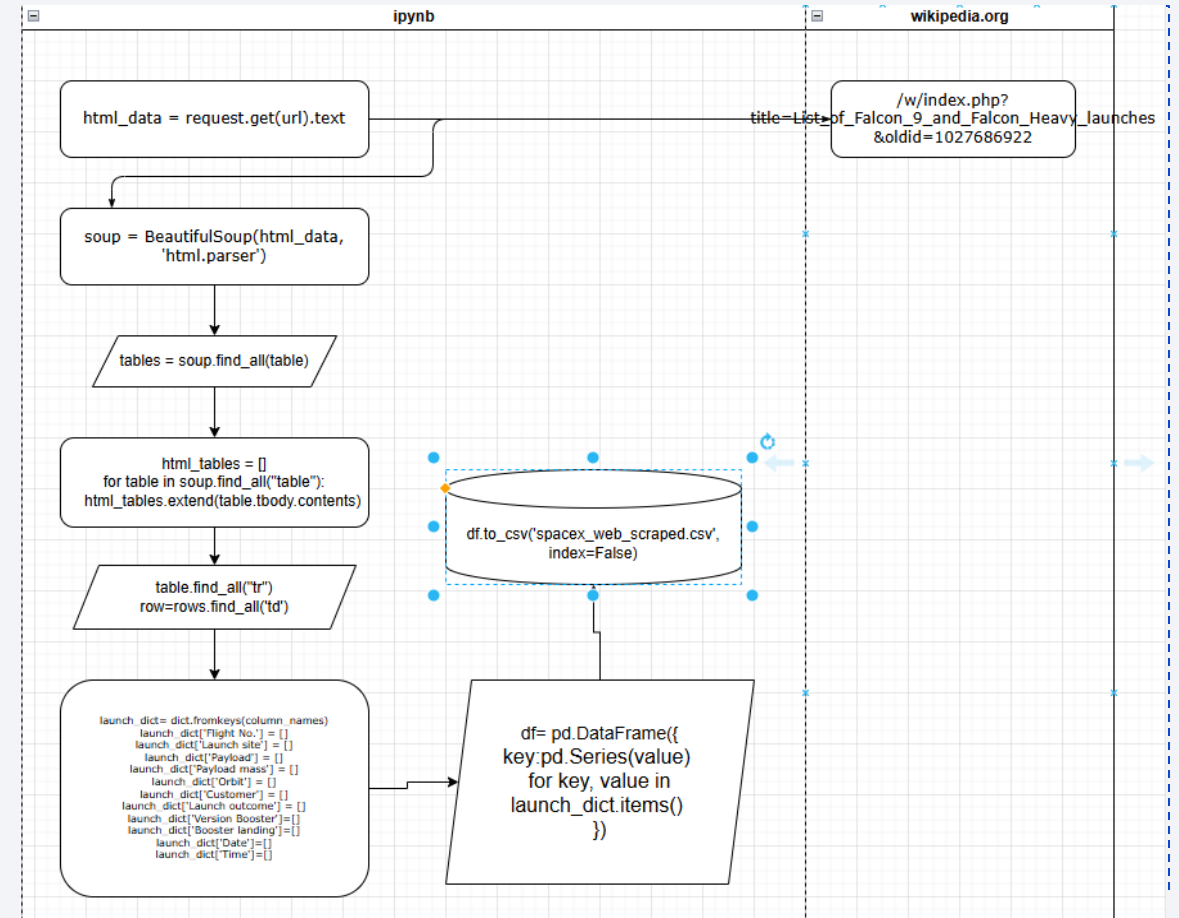 ipynb
wikipedia.org
html_data = request.get(url).text
/w/index.php?
title=List_of_Falcon_9_and_Falcon_Heavy_launches
&oldid=1027686922
soup = BeautifulSoup(html_data,
'html.parser')
tables = soup.find_all(table)
html_tables = []
for table in soup.find_all("table"):
html_tables.extend(table.tbody.contents)
table.find_all("tr")
row=rows.find_all('td')
launch_dict= dict.fromkeys(column_names)
launch_dict['Flight No.'] = []
launch_dict['Launch site'] = []
launch_dict['Payload'] = []
launch_dict['Payload mass'] = []
launch_dict['Orbit'] = []
launch_dict['Customer'] = []
launch_dict['Launch outcome'] = []
launch_dict['Version Booster']=[]
launch_dict['Booster landing']=[]
launch_dict['Date']=[]
launch_dict['Time']=[]
df= pd.DataFrame({
key:pd.Series(value)
for key, value in
launch_dict.items()
})
df.to_csv('spacex_web_scraped.csv',
index=False)